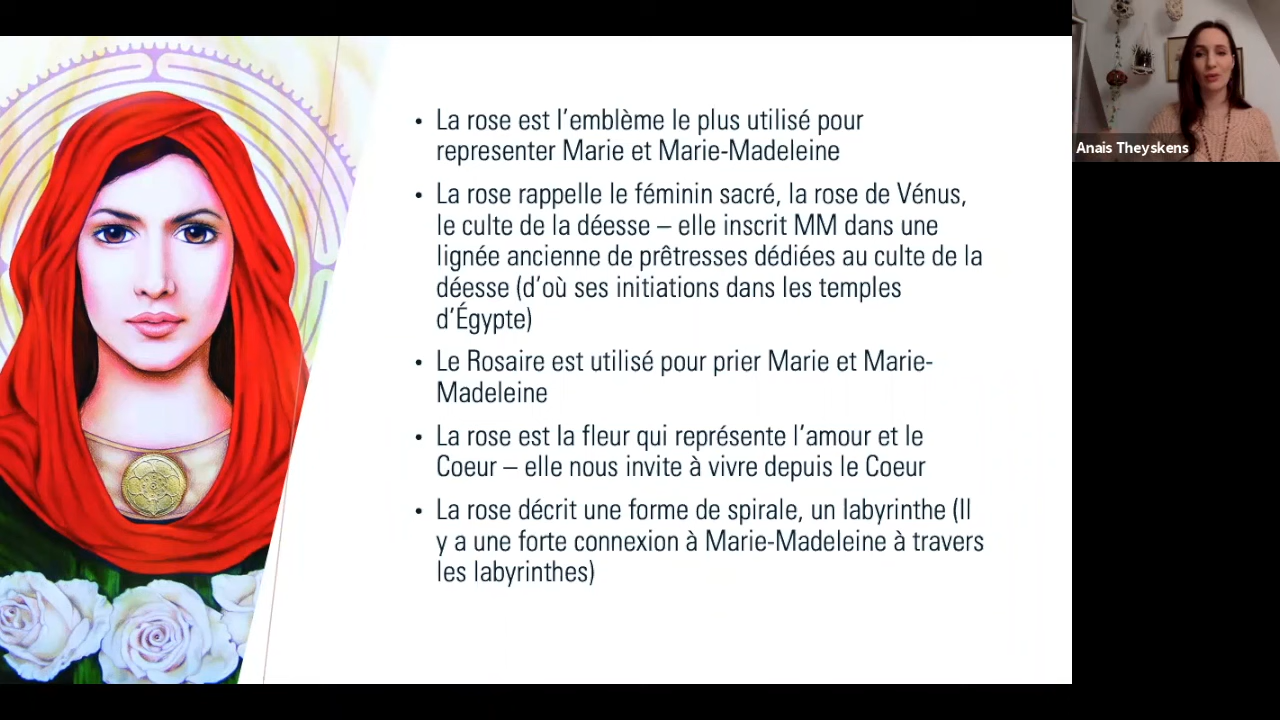 • La rose est l’emblème le plus utilisé pour
representer Marie et Marie-Madeleine
• La rose rappelle le féminin sacré, la rose de Vénus,
le culte de la déesse – elle inscrit MM dans une
lignée ancienne de prêtresses dédiées au culte de la
déesse (d’où ses initiations dans les temples
d’Égypte)
• Le Rosaire est utilisé pour prier Marie et Marie-
Madeleine
• La rose est la fleur qui représente l’amour et le
Coeur – elle nous invite à vivre depuis le Coeur
• La rose décrit une forme de spirale, un labyrinthe (Il
y a une forte connexion à Marie-Madeleine à travers
les labyrinthes)
Anais Theyskens